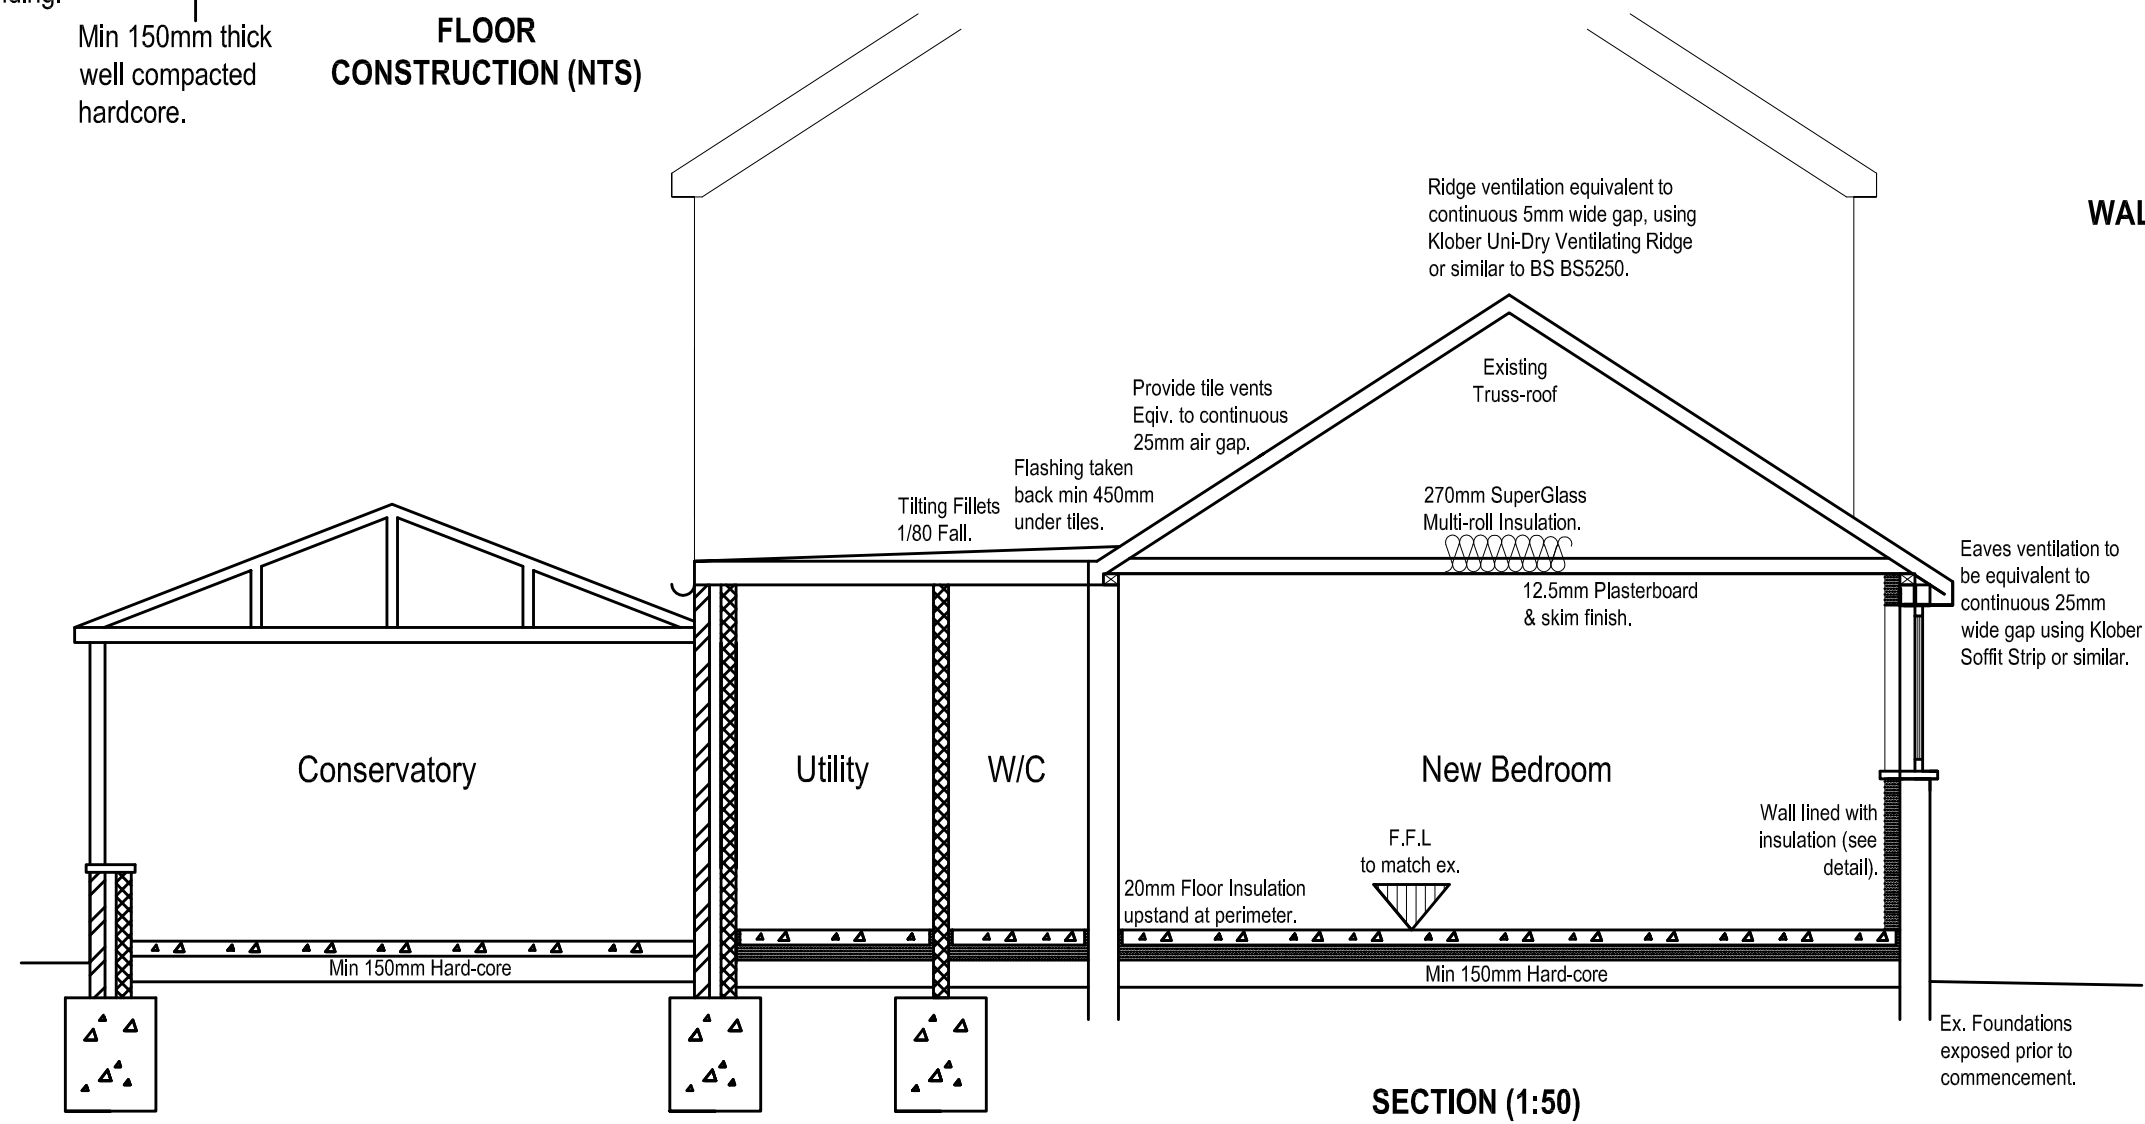 Min 150mm thick
well compacted
hardcore.
FLOOR
CONSTRUCTION (NTS)
Ridge ventilation equivalent to
continuous 5mm wide gap, using
Klober Uni-Dry Ventilating Ridge
or similar to BS BS5250.
Existing
Truss-roof
Provide tile vents
Eqiv. to continuous
25mm air gap.
Flashing taken
back min 450mm
under tiles.
Tilting Fillets
1/80 Fall.
270mm SuperGlass
Multi-roll Insulation.
12.5mm Plasterboard
& skim finish.
Eaves ventilation to
be equivalent to
continuous 25mm
wide gap using Klober
Soffit Strip or similar.
Conservatory
Utility
W/C
New Bedroom
Wall lined with
insulation (see
detail).
F.F.L
to match ex.
20mm Floor Insulation
upstand at perimeter.
Min 150mm Hard-core
Min 150mm Hard-core
Ex. Foundations
exposed prior to
commencement.
SECTION (1:50)